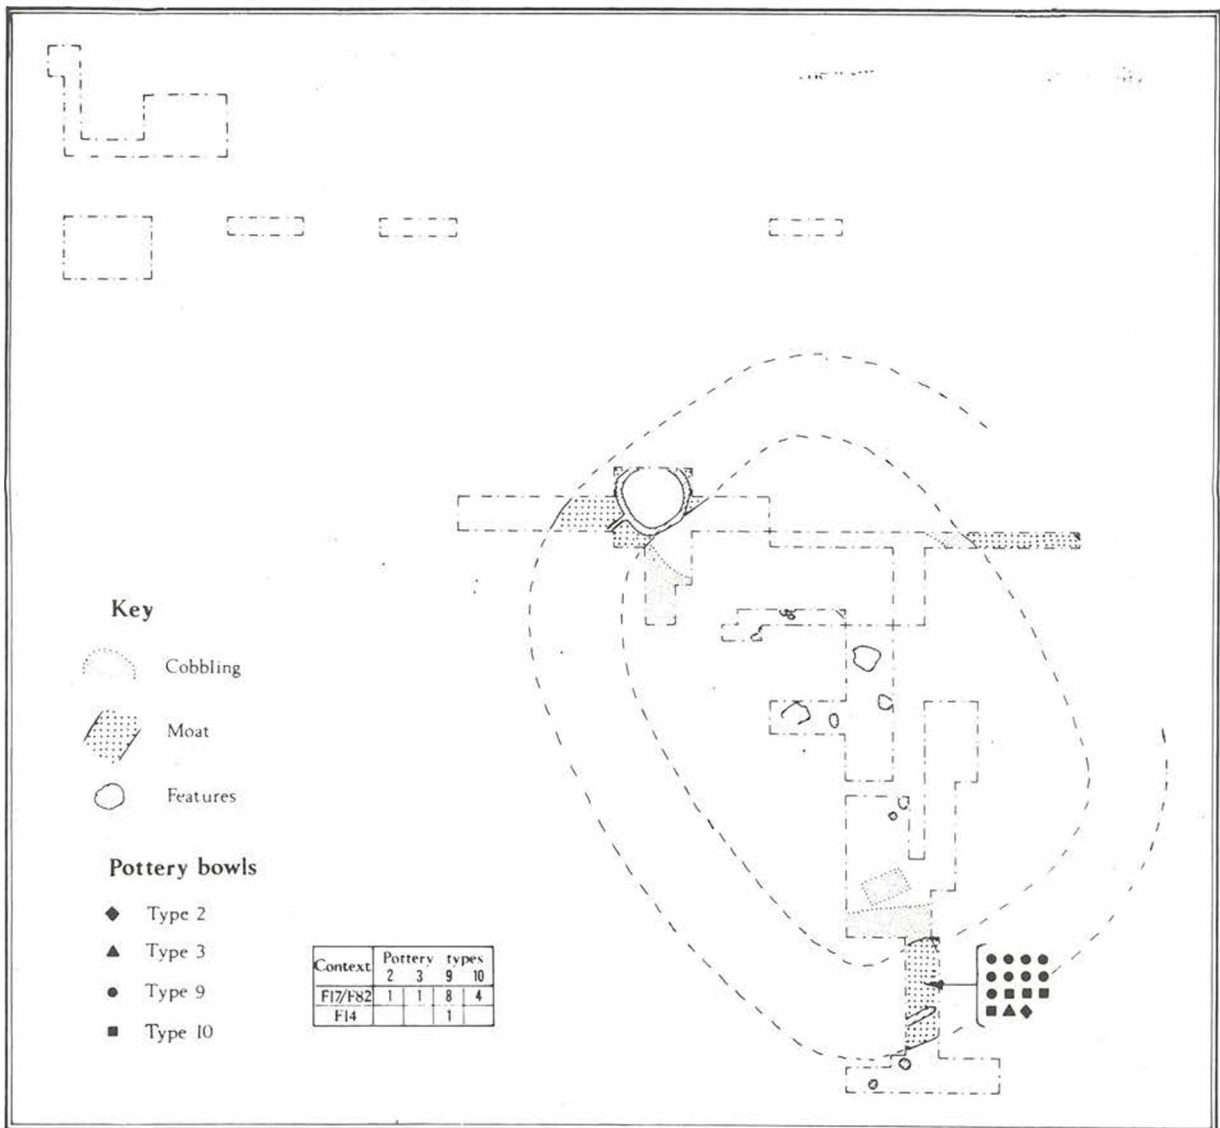 Key
Cobbling
Moat
Features
Pottery bowls
Type 2
Type 3
Type 9
Type 10
Context Pottery types
2 3 9 10
F17/F82 1 1 8 4
F14 1